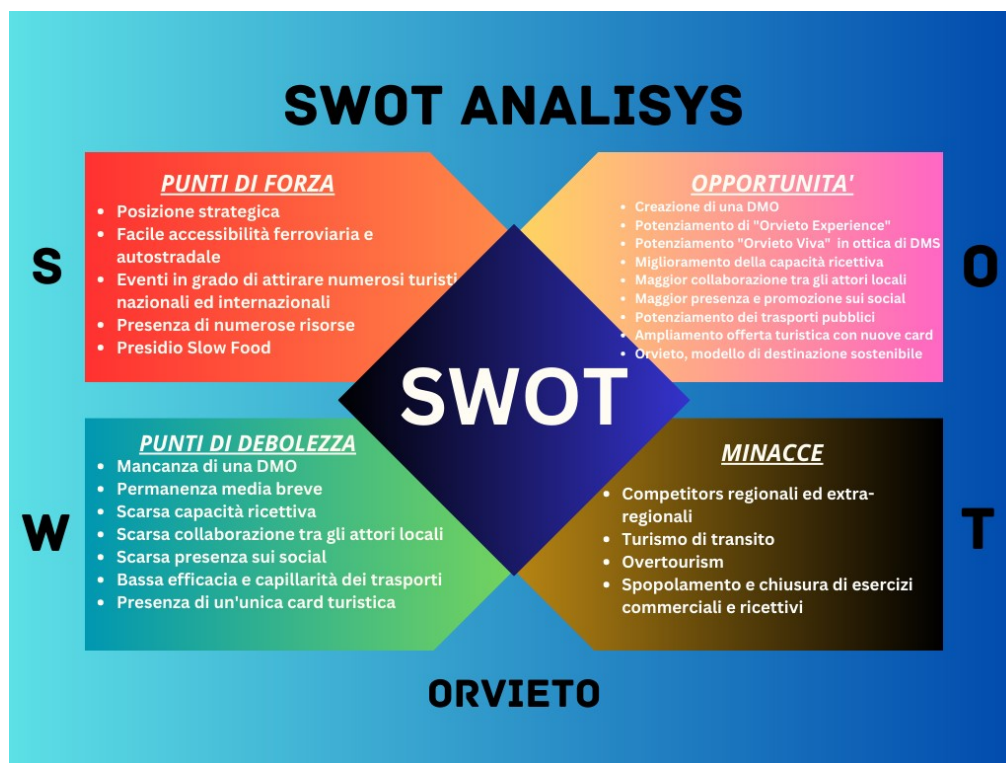 SWOT ANALISYS
S
PUNTI DI FORZA
• Posizione strategica
• Facile accessibilità ferroviaria e
autostradale
• Eventi in grado di attirare numerosi turisti
nazionali ed internazionali
• Presenza di numerose risorse
• Presidio Slow Food
OPPORTUNITA'
• Creazione di una DMO
• Potenziamento di "Orvieto Experience"
• Potenziamento "Orvieto Viva" in ottica di DMS
• Miglioramento della capacità ricettiva
• Maggior collaborazione tra gli attori locali
• Maggior presenza e promozione sui social
• Potenziamento dei trasporti pubblici
• Ampliamento offerta turistica con nuove card
• Orvieto, modello di destinazione sostenibile
O
SWOT
W
PUNTI DI DEBOLEZZA
• Mancanza di una DMO
• Permanenza media breve
• Scarsa capacità ricettiva
• Scarsa collaborazione tra gli attori locali
• Scarsa presenza sui social
• Bassa efficacia e capillarità dei trasporti
• Presenza di un'unica card turistica
MINACCE
• Competitors regionali ed extra-
regionali
• Turismo di transito
• Overtourism
• Spopolamento e chiusura di esercizi
commerciali e ricettivi
T
ORVIETO